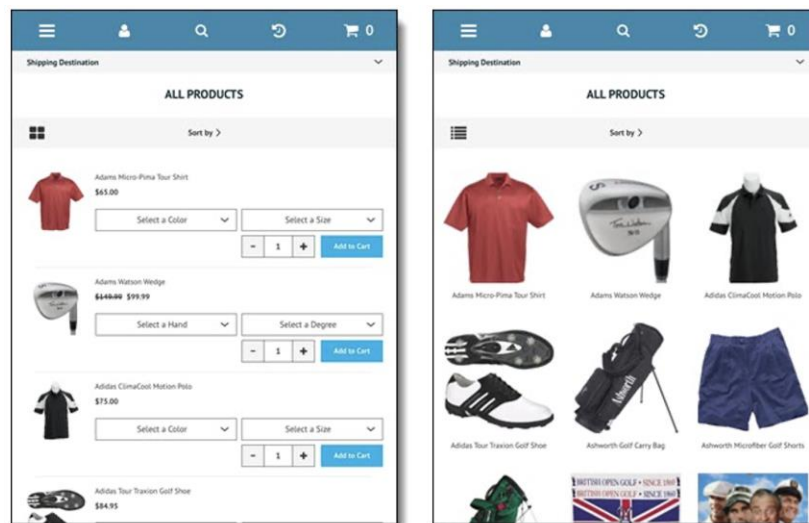 0
Shipping Destination
ALL PRODUCTS
Sort by >
Adams Micro-Pima Tour Shirt
$65.00
Select a Color
Select a Size
- 1 +
Add to Cart
Adams Watson Wedge
$149.99 $99.99
Select a Hand
Select a Degree
- 1 +
Add to Cart
Adidas ClimaCool Motion Polo
$75.00
Select a Color
Select a Size
- 1 +
Add to Cart
Adidas Tour Traxion Golf Shoe
$84.95
0
Shipping Destination
ALL PRODUCTS
Sort by >
Adams Micro-Pima Tour Shirt
Adams Watson Wedge
Adidas ClimaCool Motion Polo
Ashworth
Adidas Tour Traxion Golf Shoe
Ashworth Golf Carry Bag
Ashworth Microfiber Golf Shorts
BRITISH OPEN GOLF • SINCE 1860
BRITISH OPEN GOLF • SINCE 1860